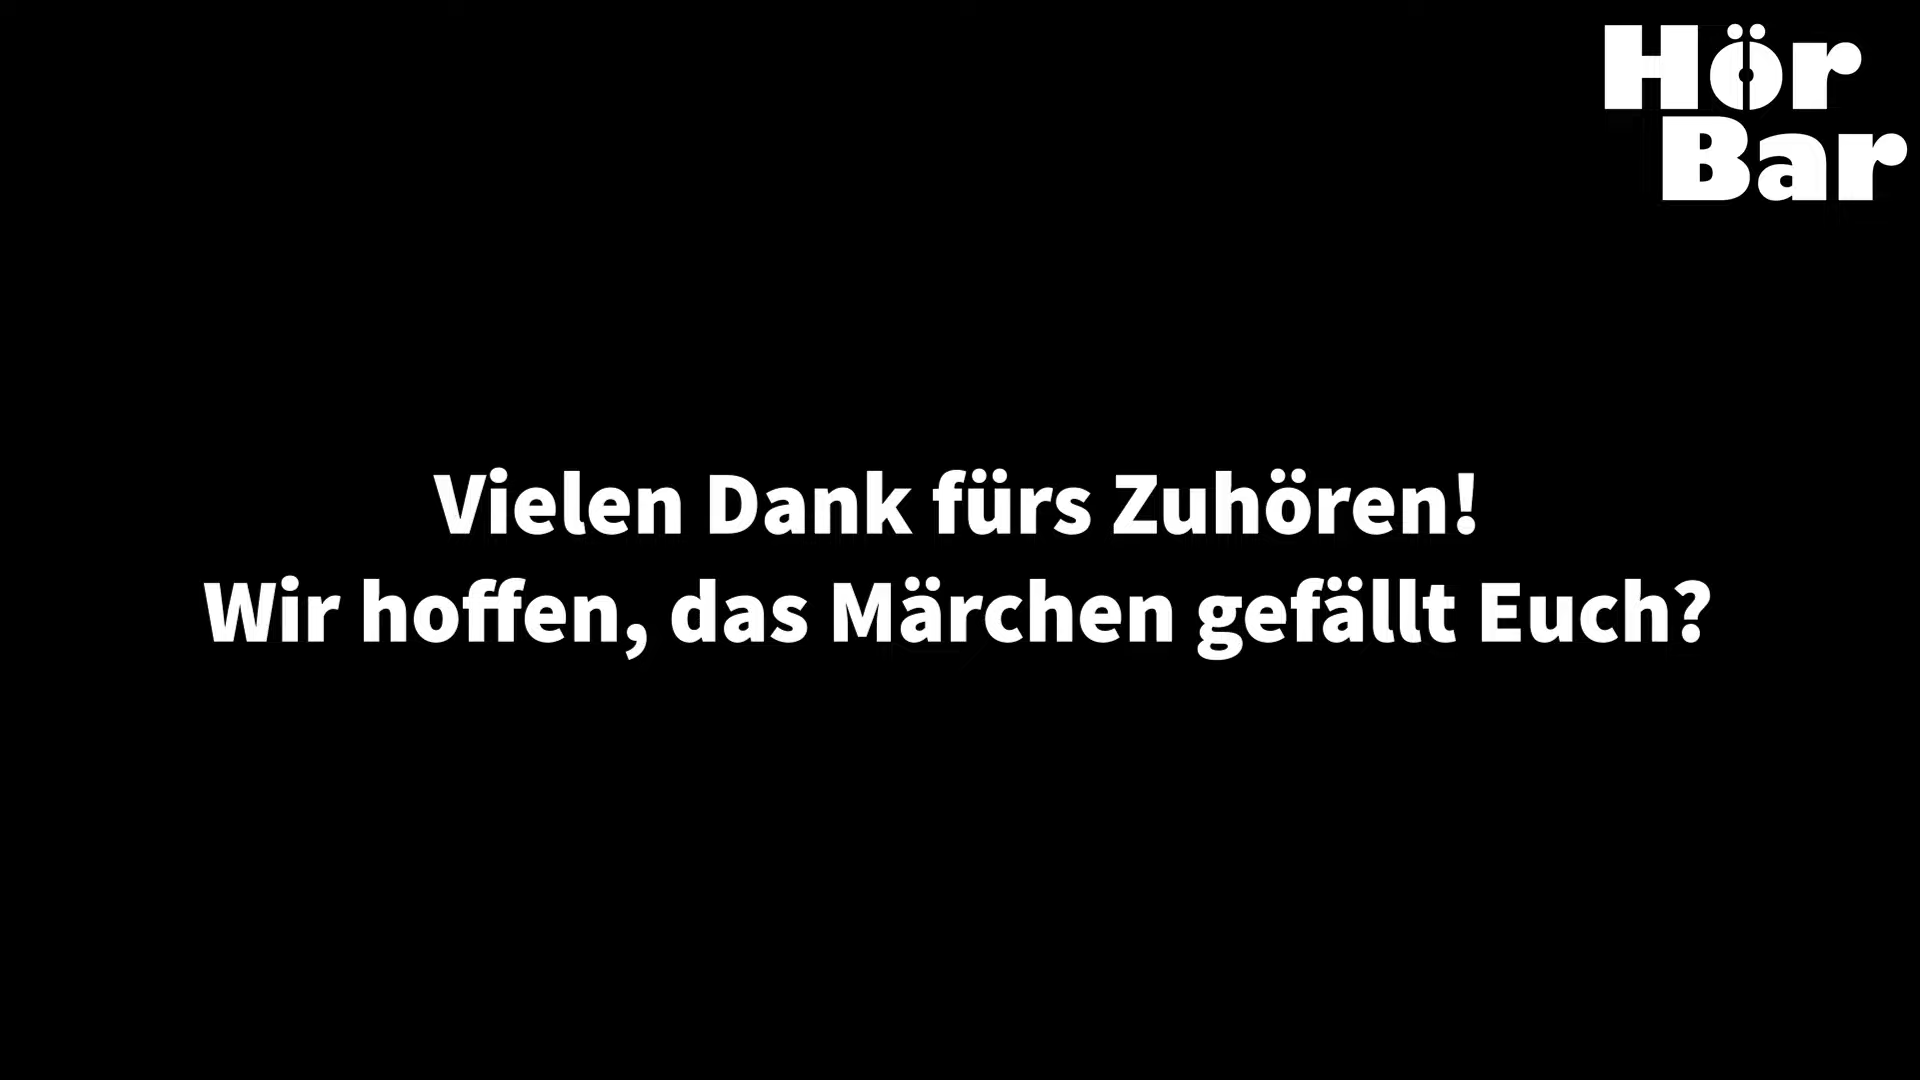 Hör
Bar
Vielen Dank fürs Zuhören!
Wir hoffen, das Märchen gefällt Euch?